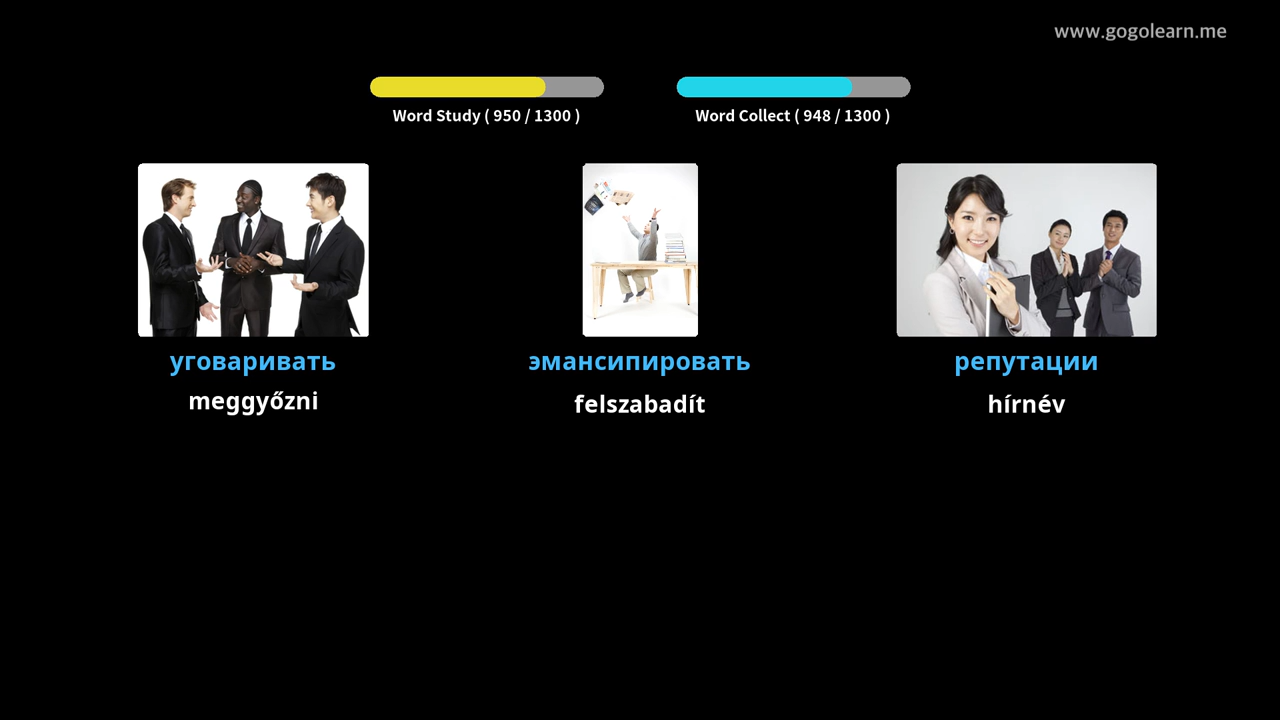 www.gogolearn.me
Word Study ( 950 / 1300 )
Word Collect ( 948 / 1300 )
уговаривать
эмансипировать
репутации
meggyőzni
felszabadít
hírnév